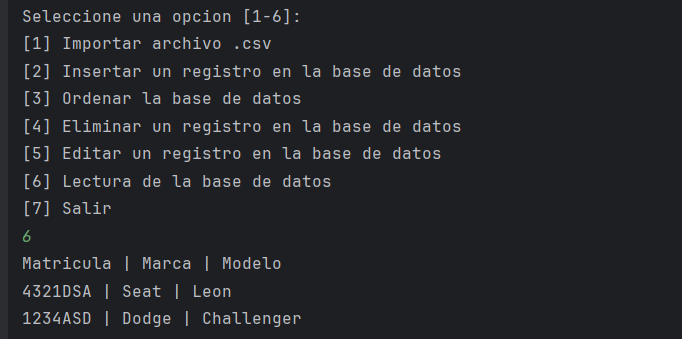 Seleccione una opcion [1-6]:
[1] Importar archivo .csv
[2] Insertar un registro en la base de datos
[3] Ordenar la base de datos
[4] Eliminar un registro en la base de datos
[5] Editar un registro en la base de datos
[6] Lectura de la base de datos
[7] Salir
6
Matricula | Marca | Modelo
4321DSA | Seat | Leon
1234ASD | Dodge | Challenger